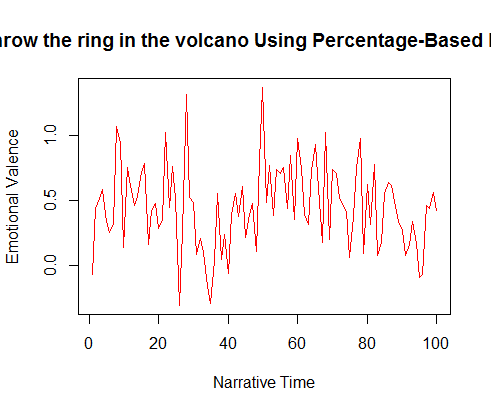 row the ring in the volcano Using Percentage-Based
Emotional Valence
1.0
0.5
0.0
0 20 40 60 80 100
Narrative Time